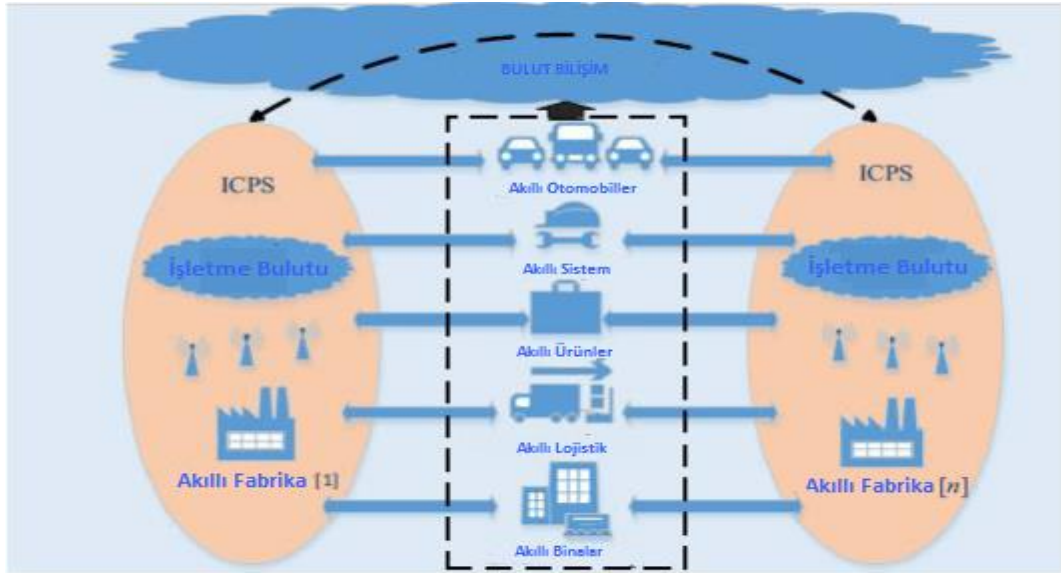 BULUT BİLİŞİM
ICPS
Akıllı Otomobiller
ICPS
Akıllı Sistem
İşletme Bulutu
İşletme Bulutu
Akıllı Ürünler
Akıllı Lojistik
Akıllı Fabrika [1]
Akıllı Fabrika [n]
Akıllı Binalar